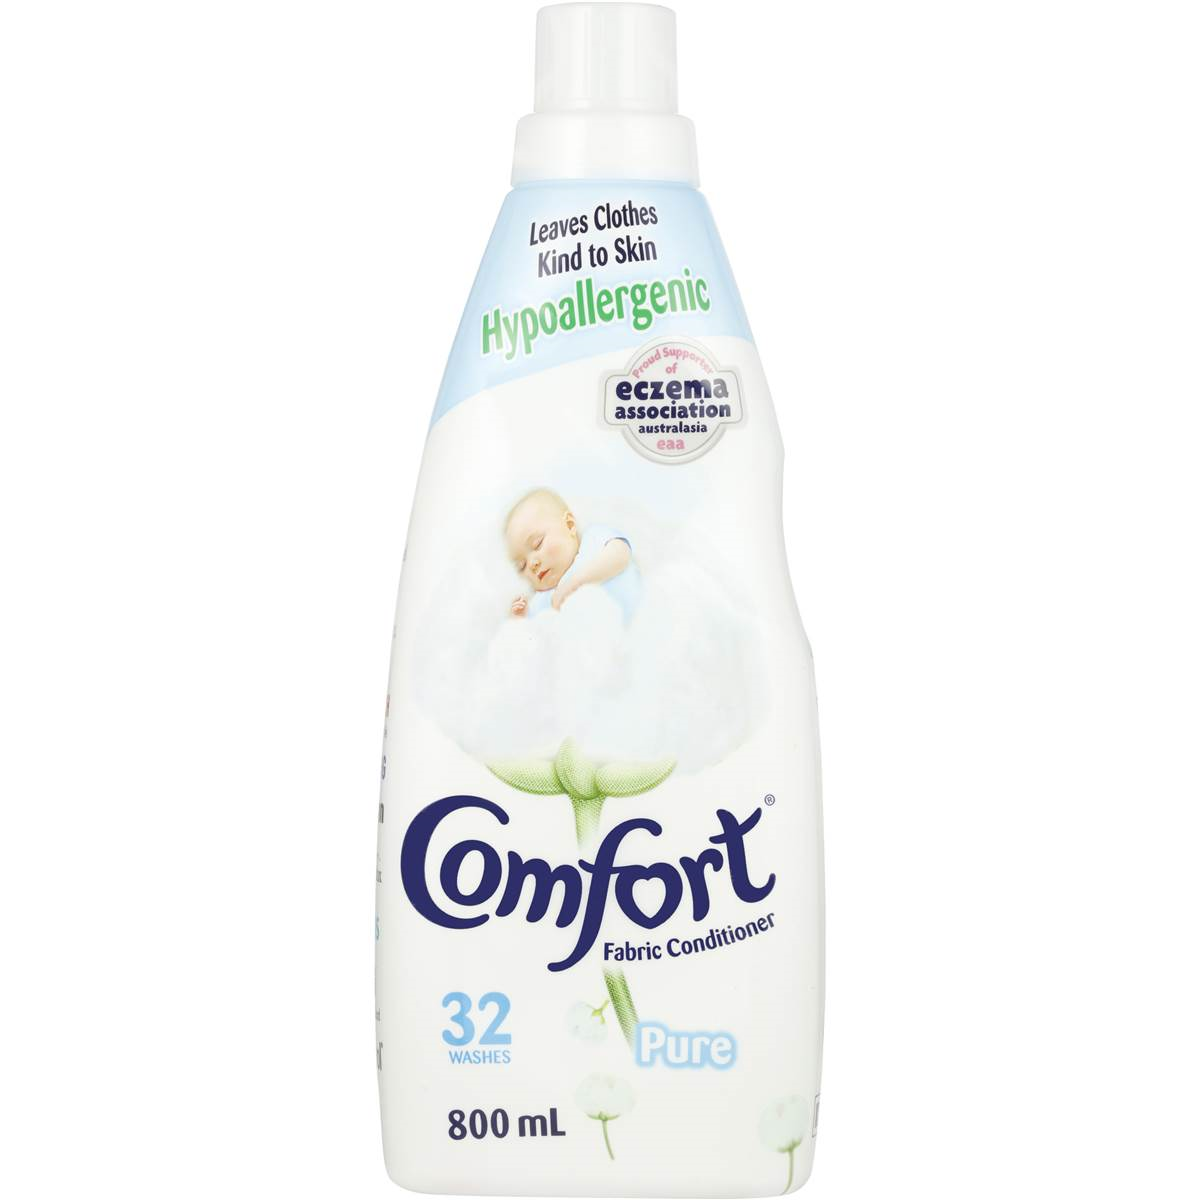 Leaves Clothes
Kind to Skin
Hypoallergenic
Proud Supporter
of
eczema
association
australasia
eaa
Comfort®
Fabric Conditioner
32
WASHES
Pure
800 mL